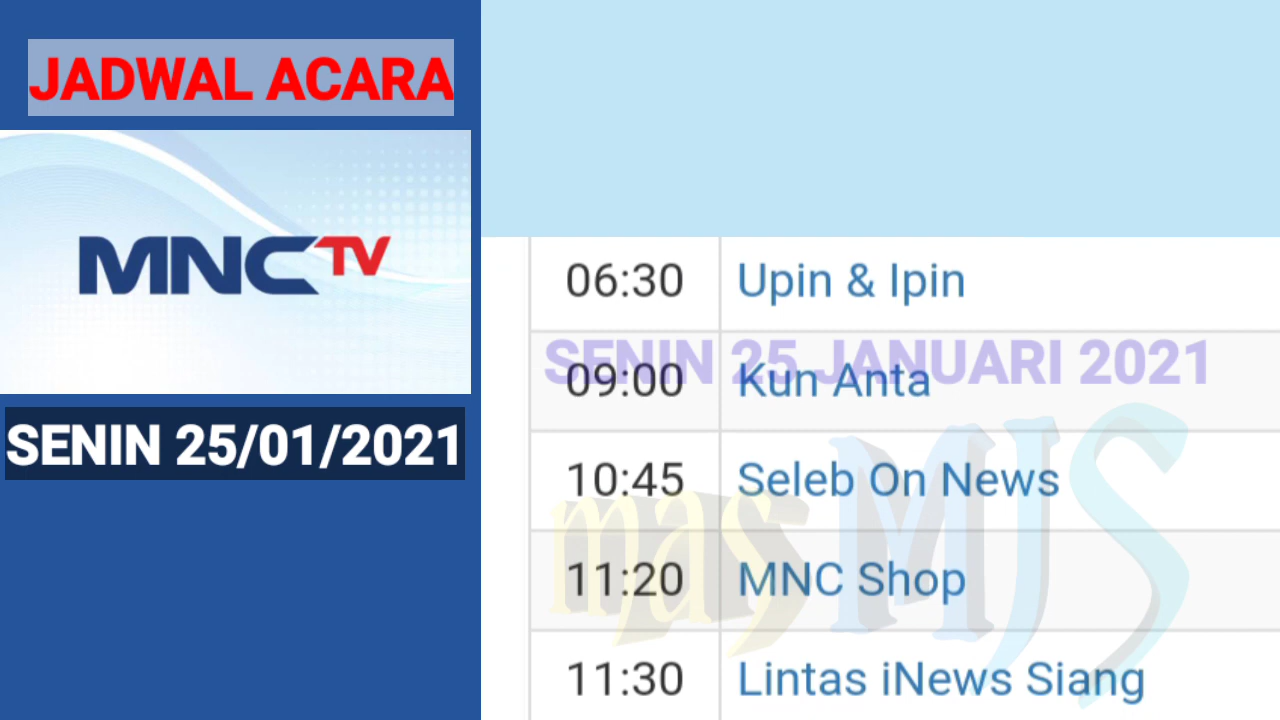 JADWAL ACARA
MNCTV
SENIN 25/01/2021
06:30 Upin & Ipin
SENIN 25 JANUARI 2021
09:00 Kun Anta
10:45 Seleb On News
mas MJS
11:20 MNC Shop
11:30 Lintas iNews Siang